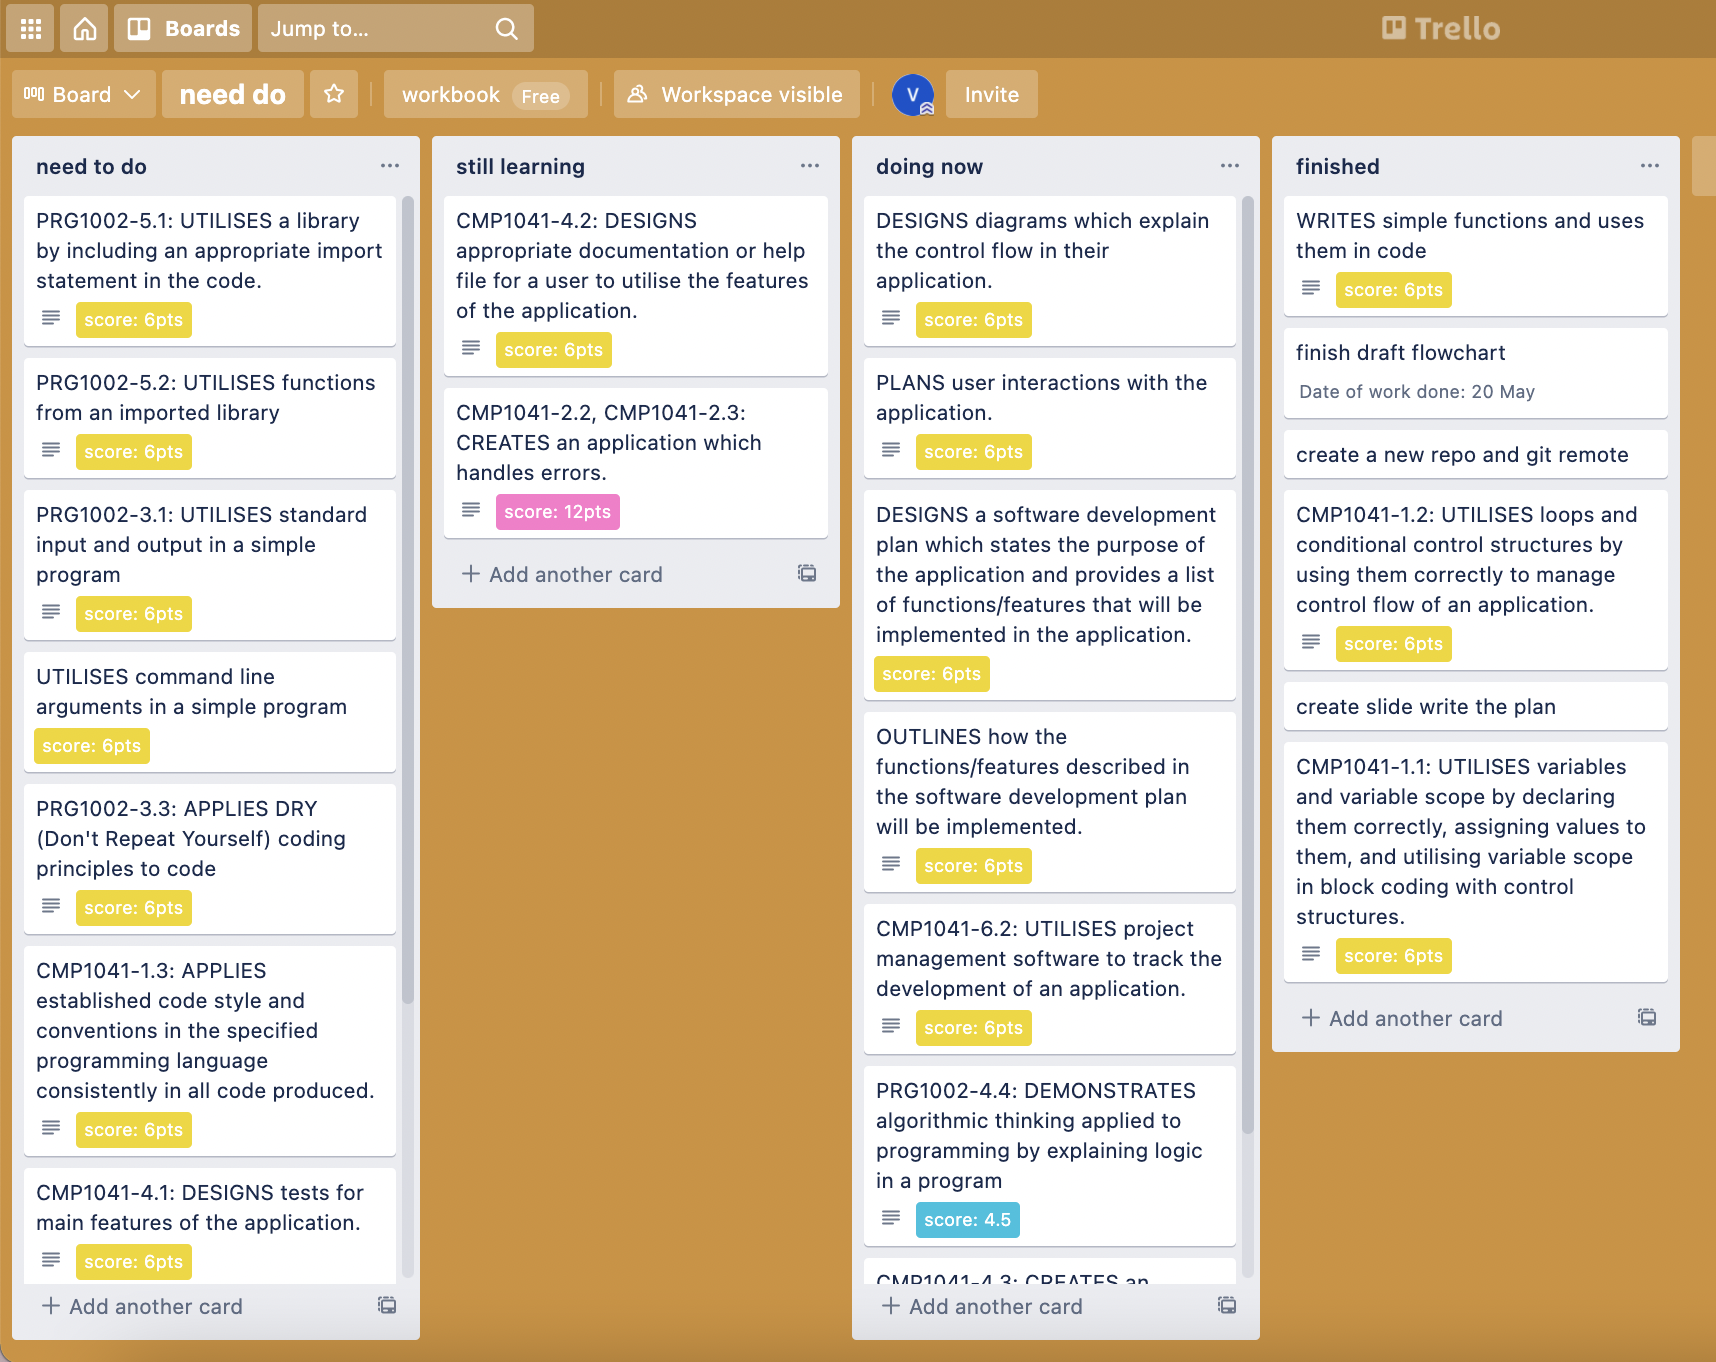 Boards
Jump to...
Trello
Board
need do
workbook Free
Workspace visible
V
Invite
need to do
PRG1002-5.1: UTILISES a library
by including an appropriate import
statement in the code.
score: 6pts
PRG1002-5.2: UTILISES functions
from an imported library
score: 6pts
PRG1002-3.1: UTILISES standard
input and output in a simple
program
score: 6pts
UTILISES command line
arguments in a simple program
score: 6pts
PRG1002-3.3: APPLIES DRY
(Don't Repeat Yourself) coding
principles to code
score: 6pts
CMP1041-1.3: APPLIES
established code style and
conventions in the specified
programming language
consistently in all code produced.
score: 6pts
CMP1041-4.1: DESIGNS tests for
main features of the application.
score: 6pts
+ Add another card
still learning
CMP1041-4.2: DESIGNS
appropriate documentation or help
file for a user to utilise the features
of the application.
score: 6pts
CMP1041-2.2, CMP1041-2.3:
CREATES an application which
handles errors.
score: 12pts
+ Add another card
doing now
DESIGNS diagrams which explain
the control flow in their
application.
score: 6pts
PLANS user interactions with the
application.
score: 6pts
DESIGNS a software development
plan which states the purpose of
the application and provides a list
of functions/features that will be
implemented in the application.
score: 6pts
OUTLINES how the
functions/features described in
the software development plan
will be implemented.
score: 6pts
CMP1041-6.2: UTILISES project
management software to track the
development of an application.
score: 6pts
PRG1002-4.4: DEMONSTRATES
algorithmic thinking applied to
programming by explaining logic
in a program
score: 4.5
CMP1041-4.3: CREATES an
+ Add another card
finished
WRITES simple functions and uses
them in code
score: 6pts
finish draft flowchart
Date of work done: 20 May
create a new repo and git remote
CMP1041-1.2: UTILISES loops and
conditional control structures by
using them correctly to manage
control flow of an application.
score: 6pts
create slide write the plan
CMP1041-1.1: UTILISES variables
and variable scope by declaring
them correctly, assigning values to
them, and utilising variable scope
in block coding with control
structures.
score: 6pts
+ Add another card